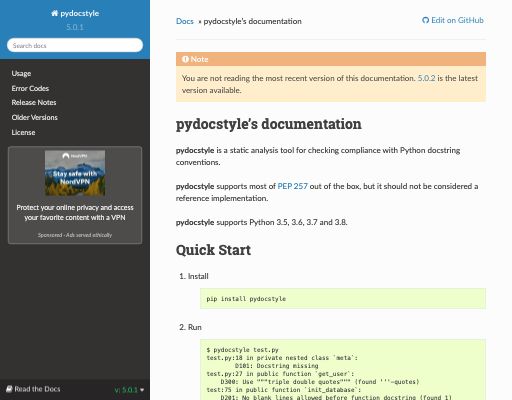 pydocstyle
5.0.1
Search docs
Usage
Error Codes
Release Notes
Older Versions
License
NordVPN
Stay safe with
NordVPN
Protect your online privacy and access
your favorite content with a VPN
Sponsored · Ads served ethically
Read the Docs
v: 5.0.1
Docs » pydocstyle's documentation
Edit on GitHub
Note
You are not reading the most recent version of this documentation. 5.0.2 is the latest
version available.
pydocstyle's documentation
pydocstyle is a static analysis tool for checking compliance with Python docstring
conventions.
pydocstyle supports most of PEP 257 out of the box, but it should not be considered a
reference implementation.
pydocstyle supports Python 3.5, 3.6, 3.7 and 3.8.
Quick Start
1. Install
pip install pydocstyle
2. Run
$ pydocstyle test.py
test.py:18 in private nested class `meta`:
D101: Docstring missing
test.py:27 in public function `get_user`:
D300: Use """triple double quotes""" (found '''-quotes)
test:75 in public function `init_database`:
D201: No blank lines allowed before function docstring (found 1)